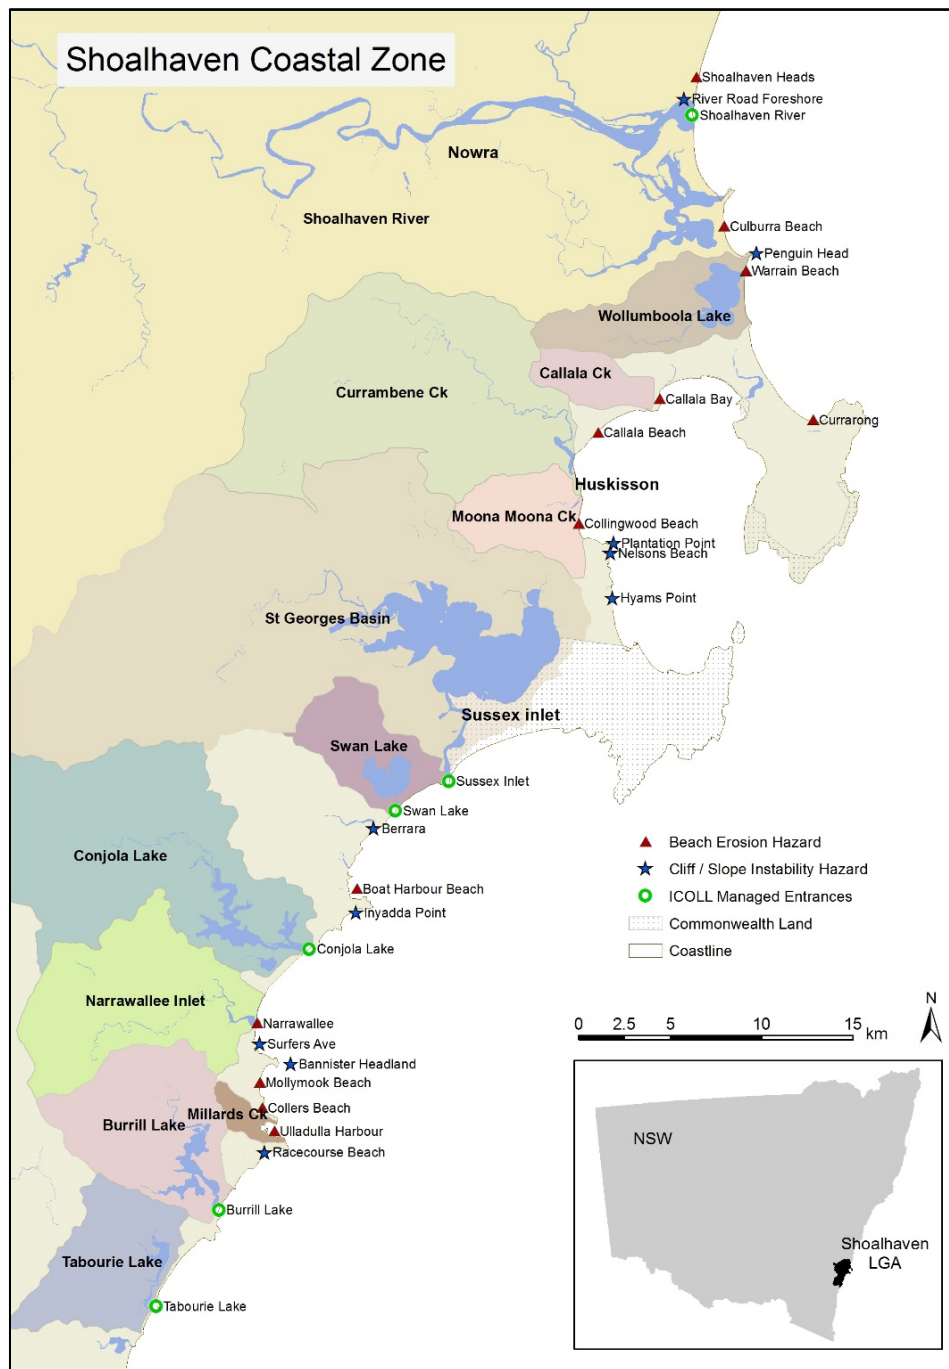 Shoalhaven Coastal Zone
Shoalhaven Heads
River Road Foreshore
Shoalhaven River
Nowra
Shoalhaven River
Culburra Beach
Penguin Head
Warrain Beach
Wollumboola Lake
Callala Ck
Currambene Ck
Callala Bay
Currarong
Callala Beach
Huskisson
Moona Moona Ck
Collingwood Beach
Plantation Point
Nelsons Beach
Hyams Point
St Georges Basin
Sussex inlet
Swan Lake
Sussex Inlet
Swan Lake
Berrara
Conjola Lake
Boat Harbour Beach
Inyadda Point
Conjola Lake
Narrawallee Inlet
Narrawallee
Surfers Ave
Bannister Headland
Mollymook Beach
Collers Beach
Millards Ck
Burrill Lake
Ulladulla Harbour
Racecourse Beach
Burrill Lake
Tabourie Lake
Tabourie Lake
Beach Erosion Hazard
Cliff / Slope Instability Hazard
ICOLL Managed Entrances
Commonwealth Land
Coastline
N
0 2.5 5 10 15
km
NSW
Shoalhaven
LGA